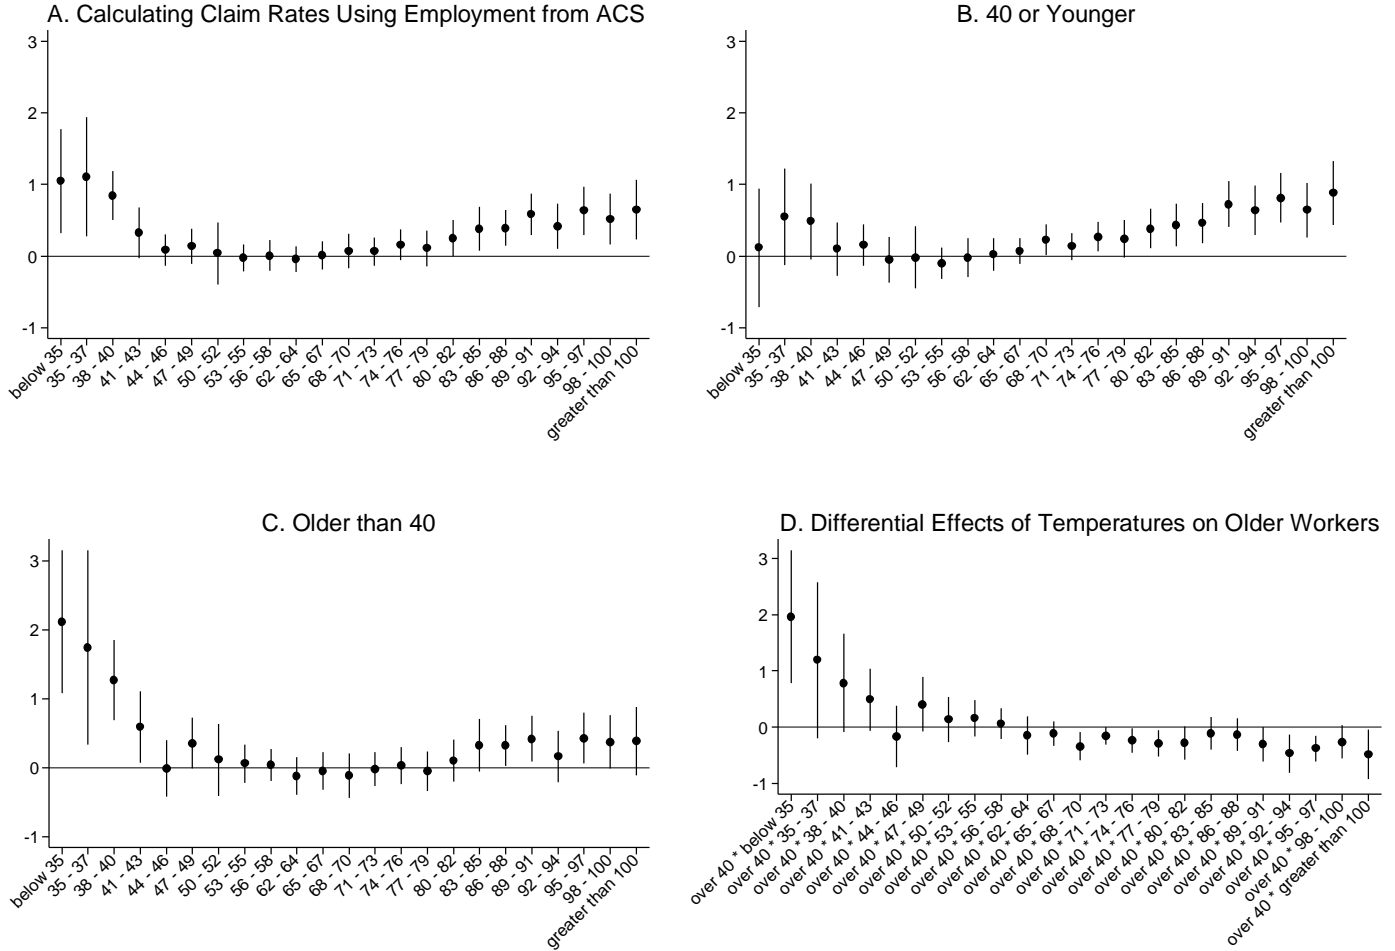 A. Calculating Claim Rates Using Employment from ACS
3
2
1
0
-1
below 35
35 - 37
38 - 40
41 - 43
44 - 46
47 - 49
50 - 52
53 - 55
56 - 58
62 - 64
65 - 67
68 - 70
71 - 73
74 - 76
77 - 79
80 - 82
83 - 85
86 - 88
89 - 91
92 - 94
95 - 97
98 - 100
greater than 100
B. 40 or Younger
3
2
1
0
-1
below 35
35 - 37
38 - 40
41 - 43
44 - 46
47 - 49
50 - 52
53 - 55
56 - 58
62 - 64
65 - 67
68 - 70
71 - 73
74 - 76
77 - 79
80 - 82
83 - 85
86 - 88
89 - 91
92 - 94
95 - 97
98 - 100
greater than 100
C. Older than 40
3
2
1
0
-1
below 35
35 - 37
38 - 40
41 - 43
44 - 46
47 - 49
50 - 52
53 - 55
56 - 58
62 - 64
65 - 67
68 - 70
71 - 73
74 - 76
77 - 79
80 - 82
83 - 85
86 - 88
89 - 91
92 - 94
95 - 97
98 - 100
greater than 100
D. Differential Effects of Temperatures on Older Workers
3
2
1
0
-1
over 40 * below 35
over 40 * 35 - 37
over 40 * 38 - 40
over 40 * 41 - 43
over 40 * 44 - 46
over 40 * 47 - 49
over 40 * 50 - 52
over 40 * 53 - 55
over 40 * 56 - 58
over 40 * 62 - 64
over 40 * 65 - 67
over 40 * 68 - 70
over 40 * 71 - 73
over 40 * 74 - 76
over 40 * 77 - 79
over 40 * 80 - 82
over 40 * 83 - 85
over 40 * 86 - 88
over 40 * 89 - 91
over 40 * 92 - 94
over 40 * 95 - 97
over 40 * 98 - 100
over 40 * greater than 100